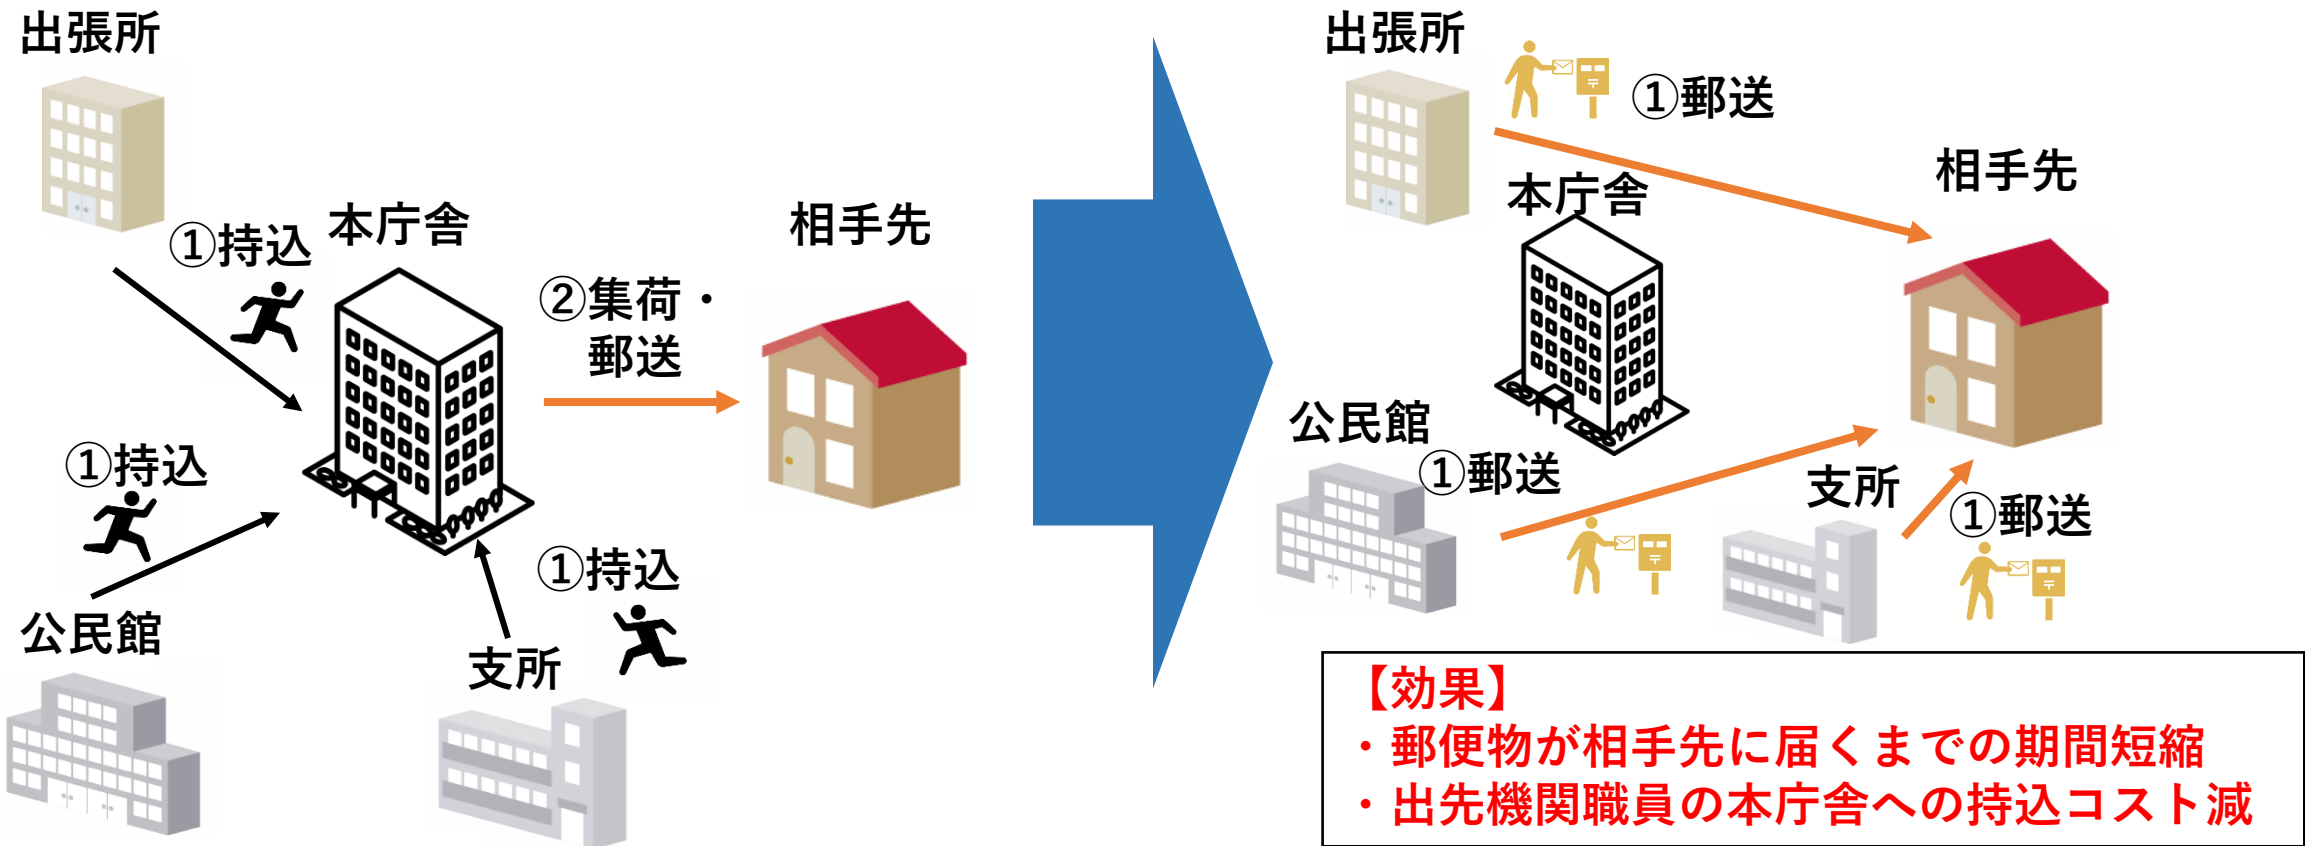 出張所
①持込
本庁舎
②集荷・
郵送
相手先
①持込
公民館
①持込
支所
出張所
①郵送
本庁舎
相手先
公民館
①郵送
支所
①郵送
【効果】
・郵便物が相手先に届くまでの期間短縮
・出先機関職員の本庁舎への持込コスト減